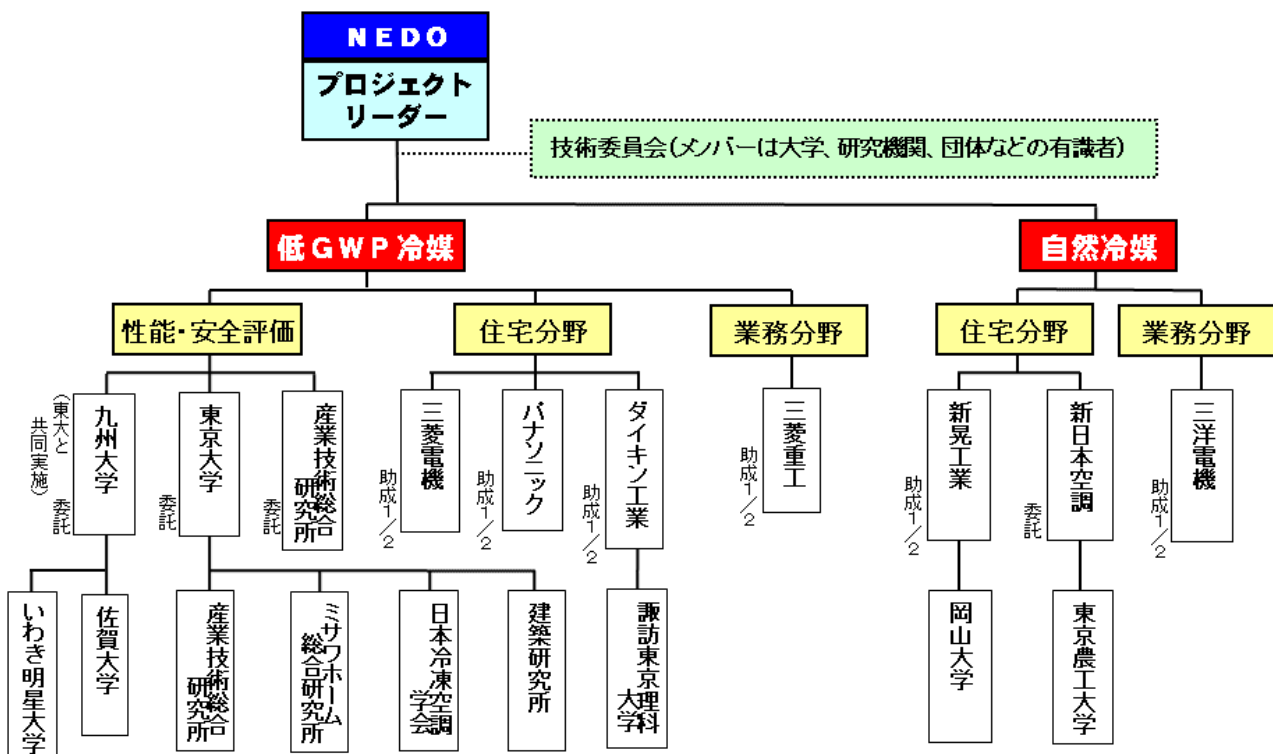 NEDO
プロジェクト
リーダー
技術委員会(メンバーは大学、研究機関、団体などの有識者)
低GWP冷媒
自然冷媒
性能・安全評価
住宅分野
業務分野
住宅分野
業務分野
九州大学
(東大と
共同実施)
委託
東京大学
委託
産業技術総合
研究所
委託
三菱電機
助成1/2
パナソニック
助成1/2
ダイキン工業
助成1/2
三菱重工
助成1/2
新晃工業
助成1/2
新日本空調
委託
三洋電機
助成1/2
いわき明星大学
佐賀大学
産業技術総合
研究所
ミサワホーム
総合研究所
日本冷凍空調
学会
建築研究所
諏訪東京理科
大学
岡山大学
東京農工大学